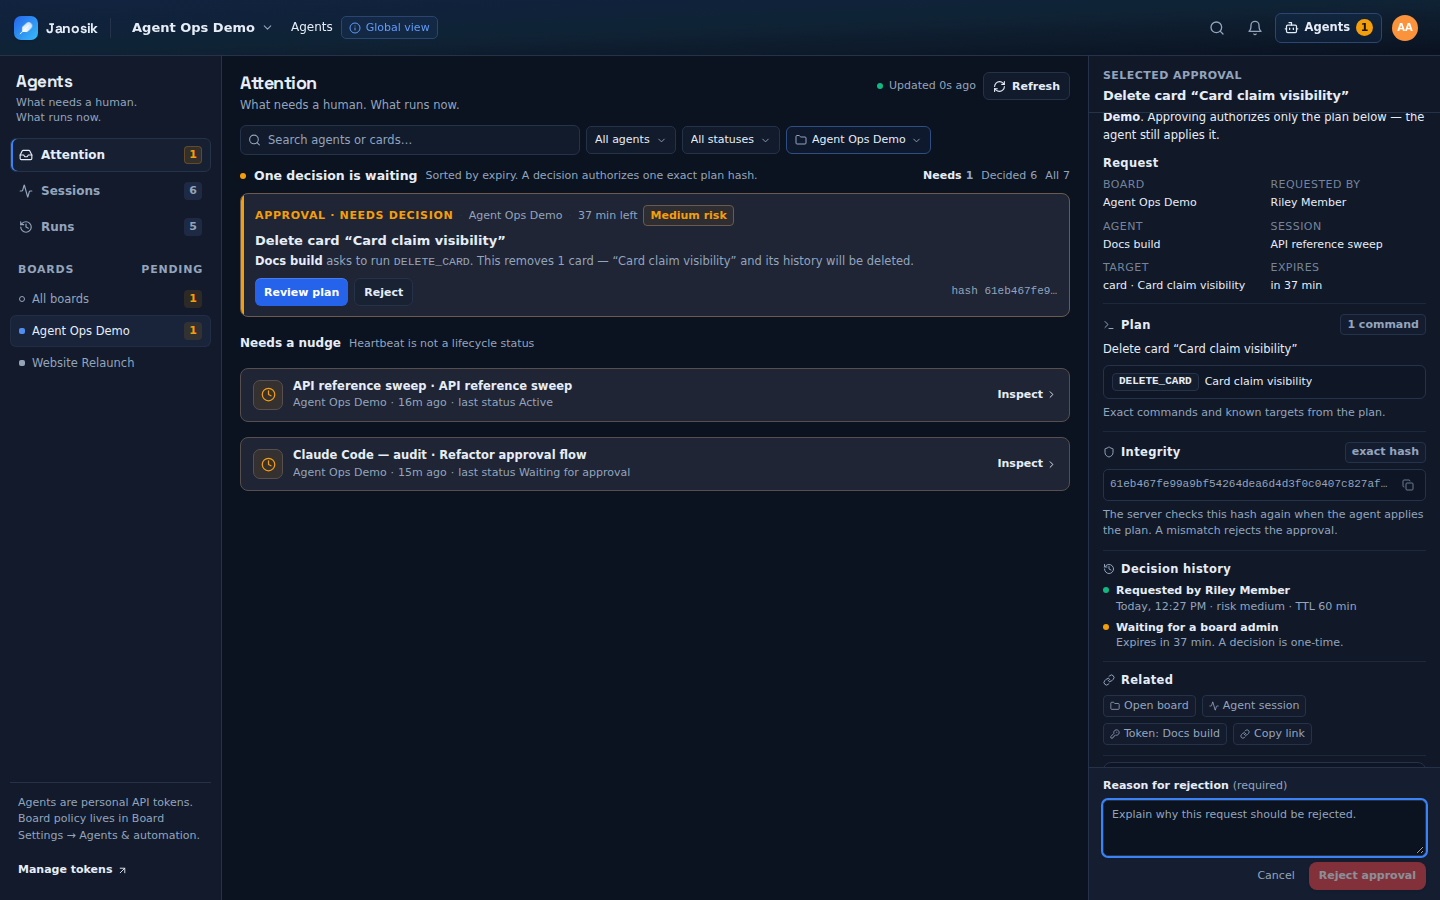 Janosik
Agent Ops Demo
Agents
Global view
Agents 1
AA
Agents
What needs a human.
What runs now.
Attention 1
Sessions 6
Runs 5
BOARDS PENDING
All boards 1
Agent Ops Demo 1
Website Relaunch
Agents are personal API tokens.
Board policy lives in Board
Settings → Agents & automation.
Manage tokens
Attention
What needs a human. What runs now.
Updated 0s ago
Refresh
Search agents or cards…
All agents
All statuses
Agent Ops Demo
One decision is waiting Sorted by expiry. A decision authorizes one exact plan hash.
Needs 1 Decided 6 All 7
APPROVAL · NEEDS DECISION Agent Ops Demo 37 min left Medium risk
Delete card “Card claim visibility”
Docs build asks to run DELETE_CARD. This removes 1 card — “Card claim visibility” and its history will be deleted.
Review plan Reject hash 61eb467fe9…
Needs a nudge Heartbeat is not a lifecycle status
API reference sweep · API reference sweep
Agent Ops Demo · 16m ago · last status Active
Inspect
Claude Code — audit · Refactor approval flow
Agent Ops Demo · 15m ago · last status Waiting for approval
Inspect
SELECTED APPROVAL
Delete card “Card claim visibility”
Demo. Approving authorizes only the plan below — the
agent still applies it.
Request
BOARD REQUESTED BY
Agent Ops Demo Riley Member
AGENT SESSION
Docs build API reference sweep
TARGET EXPIRES
card · Card claim visibility in 37 min
Plan 1 command
Delete card “Card claim visibility”
DELETE_CARD Card claim visibility
Exact commands and known targets from the plan.
Integrity exact hash
61eb467fe99a9bf54264dea6d4d3f0c0407c827af…
The server checks this hash again when the agent applies
the plan. A mismatch rejects the approval.
Decision history
Requested by Riley Member
Today, 12:27 PM · risk medium · TTL 60 min
Waiting for a board admin
Expires in 37 min. A decision is one-time.
Related
Open board Agent session
Token: Docs build Copy link
Reason for rejection (required)
Explain why this request should be rejected.
Cancel Reject approval